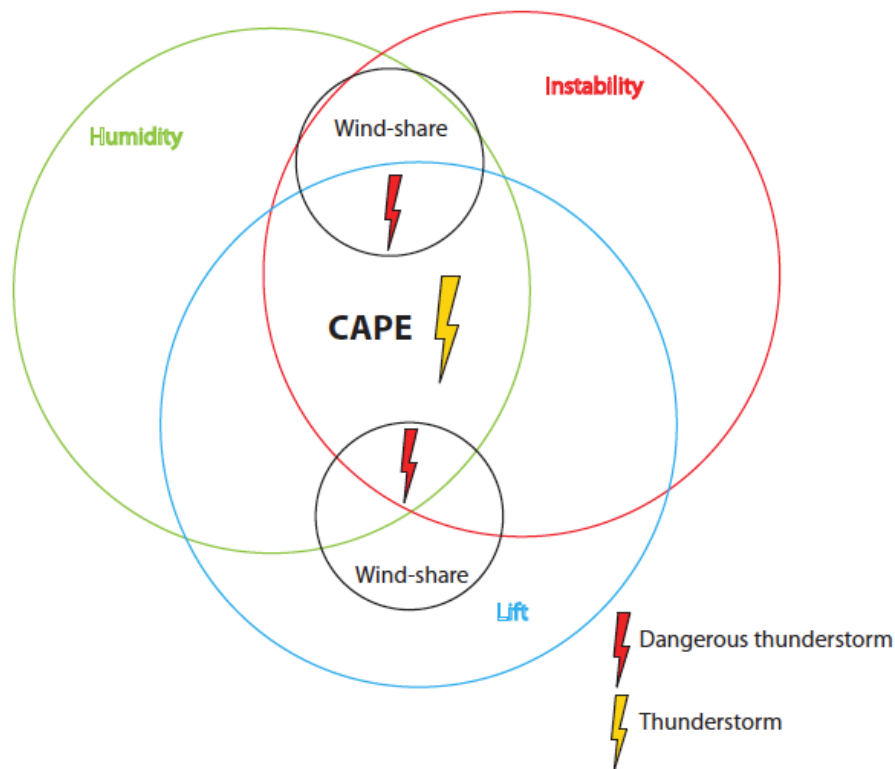 Instability
Humidity
Wind-share
CAPE
Wind-share
Lift
Dangerous thunderstorm
Thunderstorm